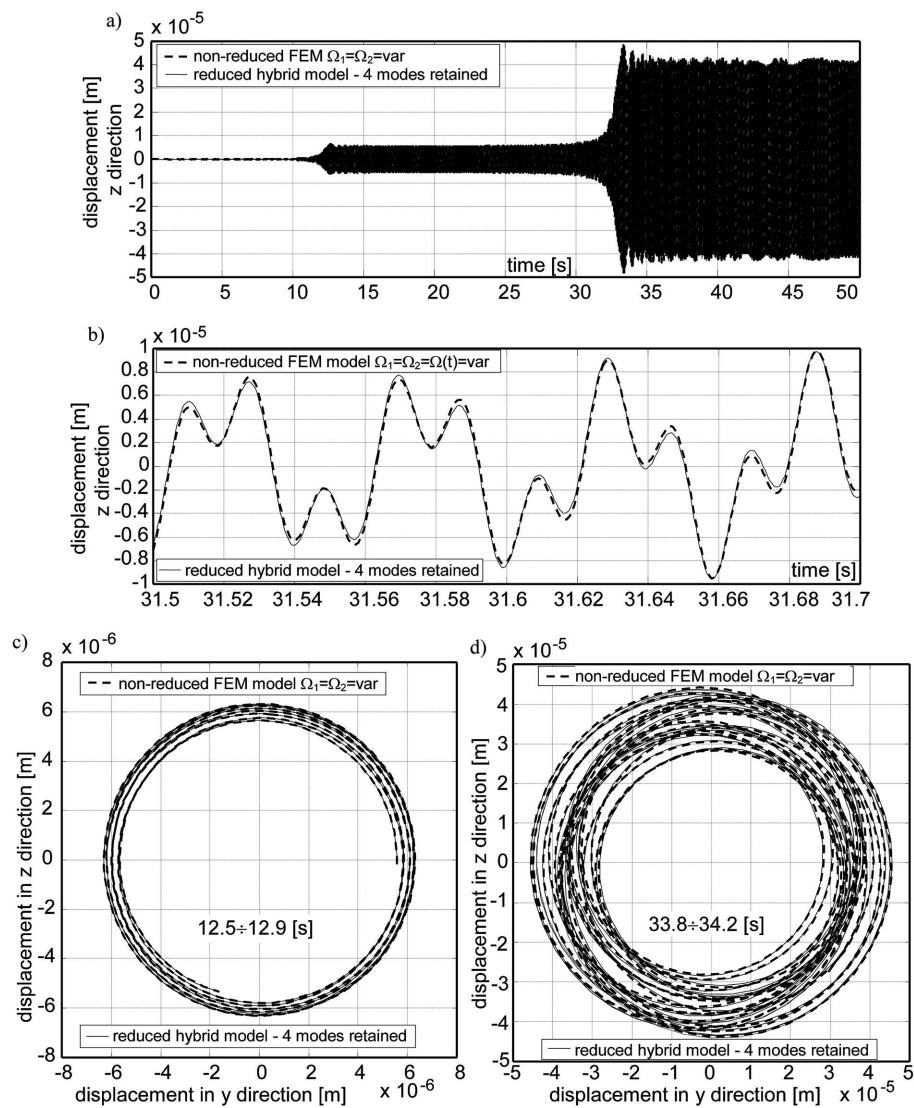 a)
x 10⁻⁵
5
4
3
2
1
0
-1
-2
-3
-4
-5
displacement [m]
z direction
non-reduced FEM Ω₁=Ω₂=var
reduced hybrid model - 4 modes retained
time [s]
0 5 10 15 20 25 30 35 40 45 50
b)
x 10⁻⁵
1
0.8
0.6
0.4
0.2
0
-0.2
-0.4
-0.6
-0.8
-1
displacement [m]
z direction
non-reduced FEM model Ω₁=Ω₂=Ω(t)=var
reduced hybrid model - 4 modes retained
time [s]
31.5 31.52 31.54 31.56 31.58 31.6 31.62 31.64 31.66 31.68 31.7
c)
x 10⁻⁶
8
6
4
2
0
-2
-4
-6
-8
displacement in z direction [m]
non-reduced FEM model Ω₁=Ω₂=var
12.5÷12.9 [s]
reduced hybrid model - 4 modes retained
-8 -6 -4 -2 0 2 4 6 8
displacement in y direction [m] x 10⁻⁶
d)
x 10⁻⁵
5
4
3
2
1
0
-1
-2
-3
-4
-5
displacement in z direction [m]
non-reduced FEM model Ω₁=Ω₂=var
33.8÷34.2 [s]
reduced hybrid model - 4 modes retained
-5 -4 -3 -2 -1 0 1 2 3 4 5
displacement in y direction [m] x 10⁻⁵